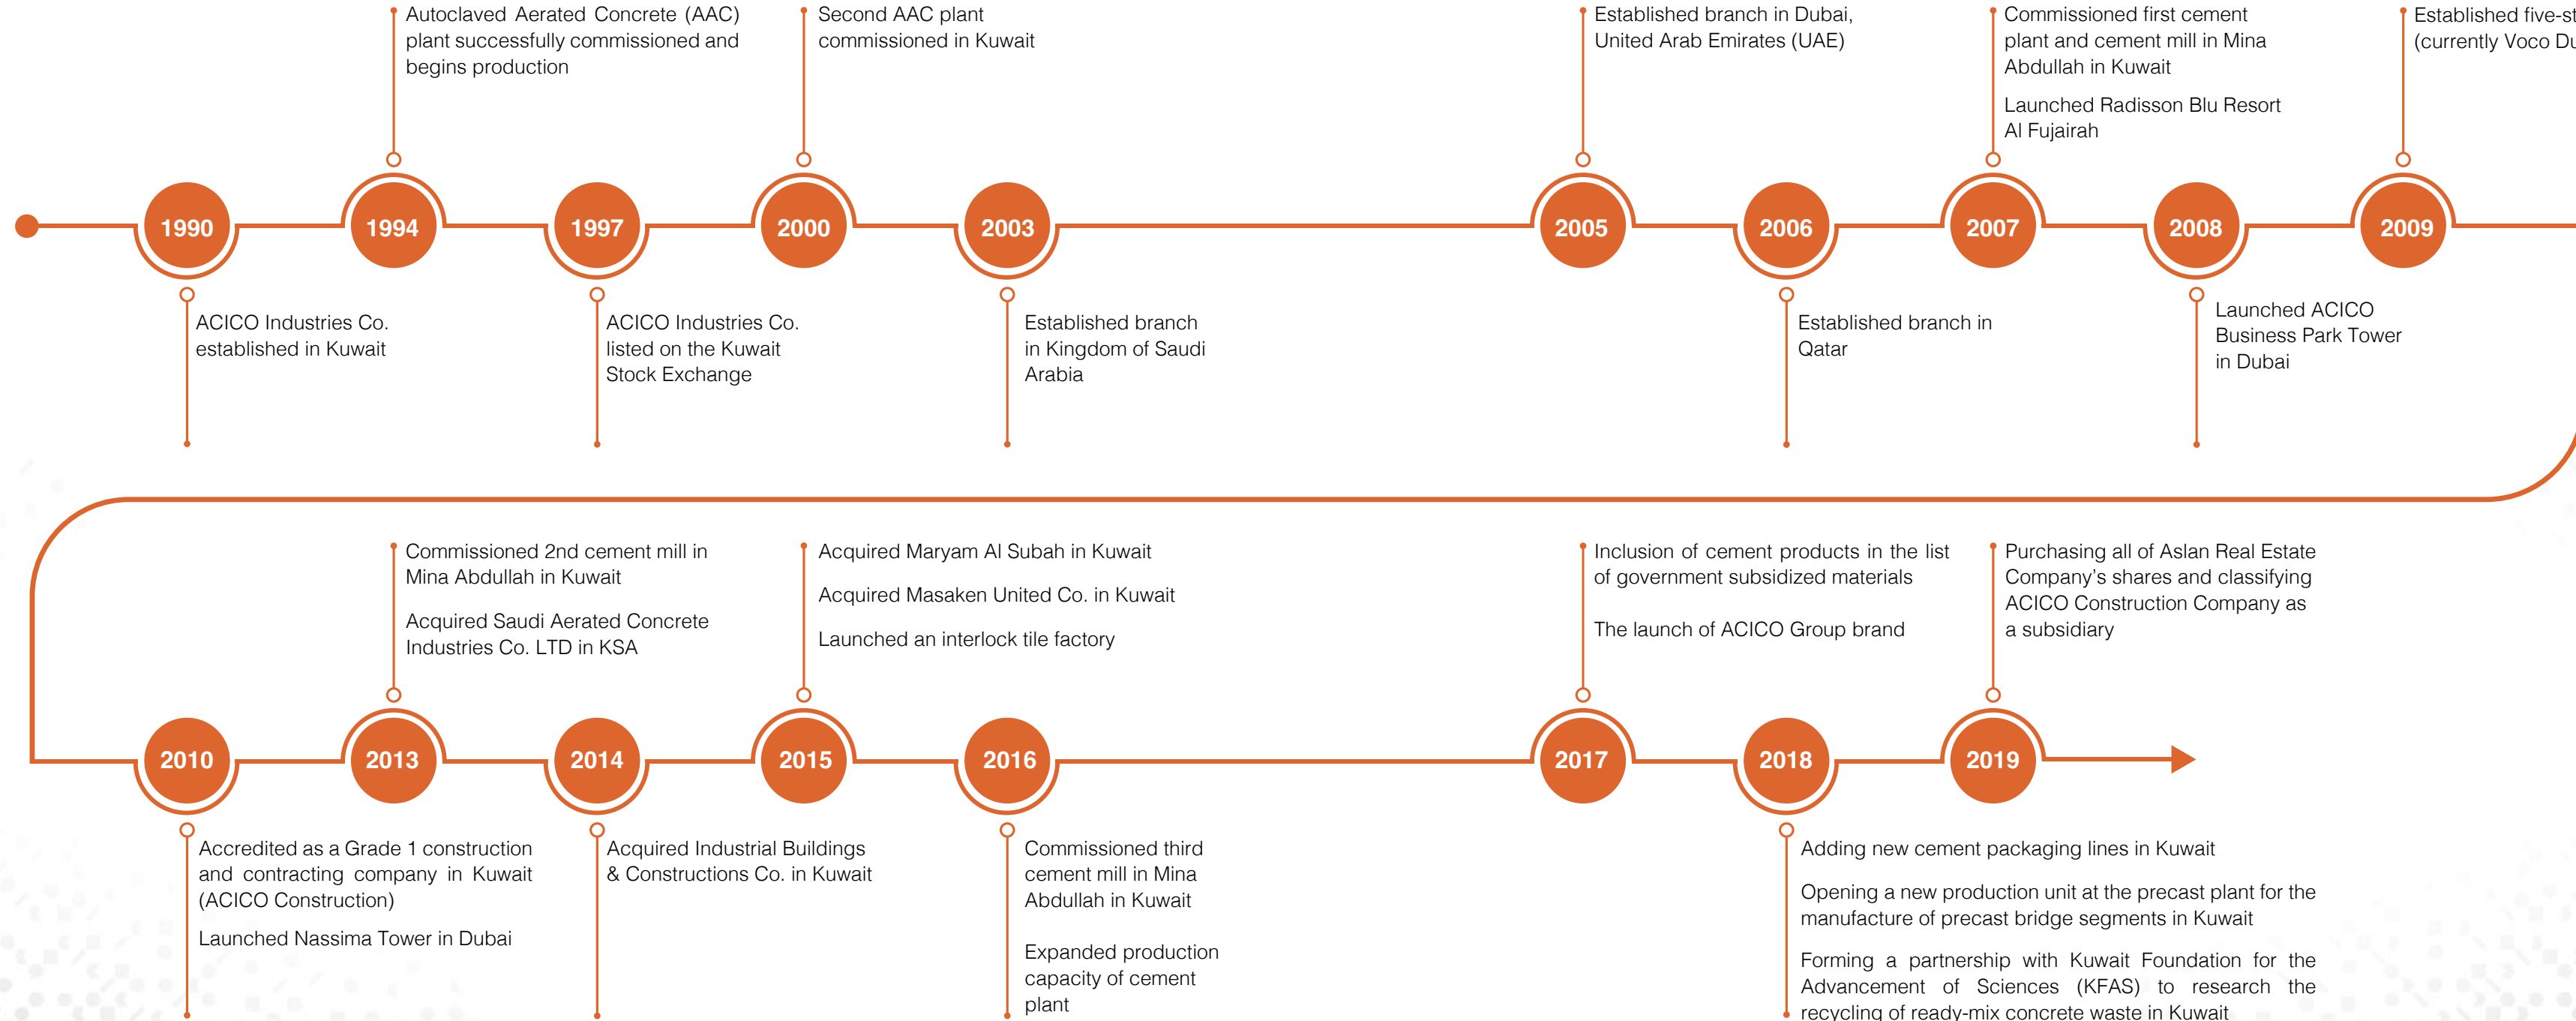 Autoclaved Aerated Concrete (AAC)
plant successfully commissioned and
begins production
Second AAC plant
commissioned in Kuwait
Established branch in Dubai,
United Arab Emirates (UAE)
Commissioned first cement
plant and cement mill in Mina
Abdullah in Kuwait
Launched Radisson Blu Resort
Al Fujairah
Established
(currently Voco
1990
1994
1997
2000
2003
2005
2006
2007
2008
2009
ACICO Industries Co.
established in Kuwait
ACICO Industries Co.
listed on the Kuwait
Stock Exchange
Established branch
in Kingdom of Saudi
Arabia
Established branch in
Qatar
Launched ACICO
Business Park Tower
in Dubai
Commissioned 2nd cement mill in
Mina Abdullah in Kuwait
Acquired Saudi Aerated Concrete
Industries Co. LTD in KSA
Acquired Maryam Al Subah in Kuwait
Acquired Masaken United Co. in Kuwait
Launched an interlock tile factory
Inclusion of cement products in the list
of government subsidized materials
The launch of ACICO Group brand
Purchasing all of Aslan Real Estate
Company's shares and classifying
ACICO Construction Company as
a subsidiary
2010
2013
2014
2015
2016
2017
2018
2019
Accredited as a Grade 1 construction
and contracting company in Kuwait
(ACICO Construction)
Launched Nassima Tower in Dubai
Acquired Industrial Buildings
& Constructions Co. in Kuwait
Commissioned third
cement mill in Mina
Abdullah in Kuwait
Expanded production
capacity of cement
plant
Adding new cement packaging lines in Kuwait
Opening a new production unit at the precast plant for the
manufacture of precast bridge segments in Kuwait
Forming a partnership with Kuwait Foundation for the
Advancement of Sciences (KFAS) to research the
recycling of ready-mix concrete waste in Kuwait